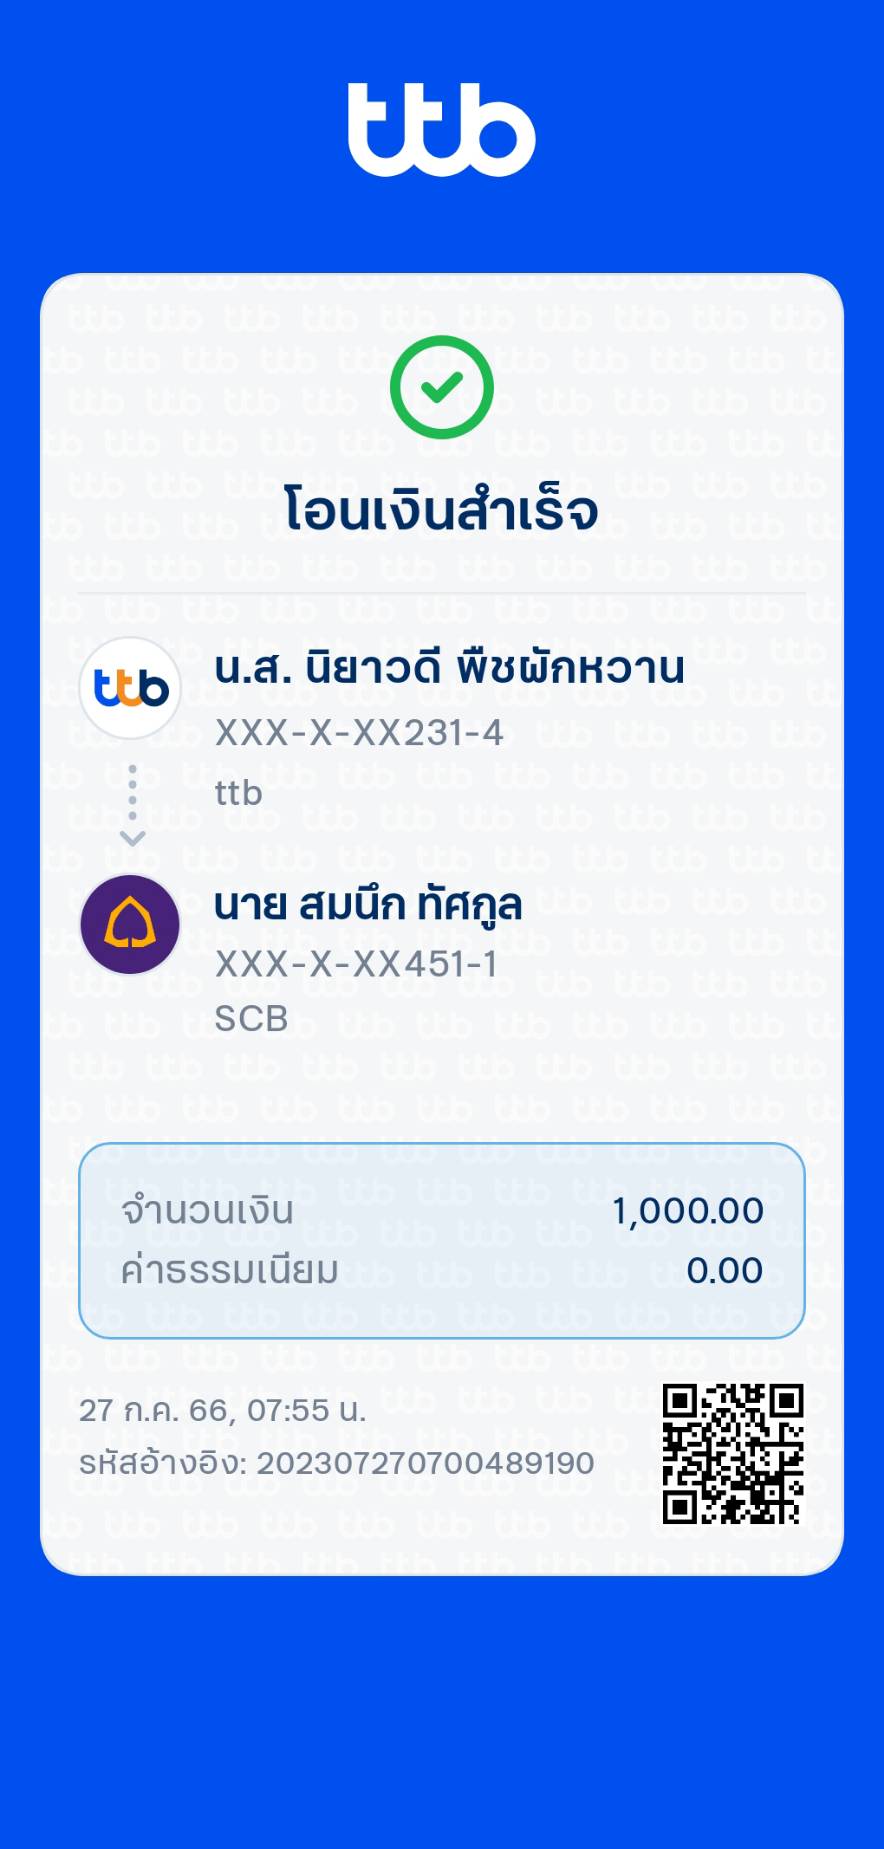 ttb
โอนเงินสำเร็จ
ttb
น.ส. นิยาวดี พืชผักหวาน
XXX-X-XX231-4
ttb
นาย สมนึก ทัศกูล
XXX-X-XX451-1
SCB
จำนวนเงิน 1,000.00
ค่าธรรมเนียม 0.00
27 ก.ค. 66, 07:55 น.
รหัสอ้างอิง: 202307270700489190